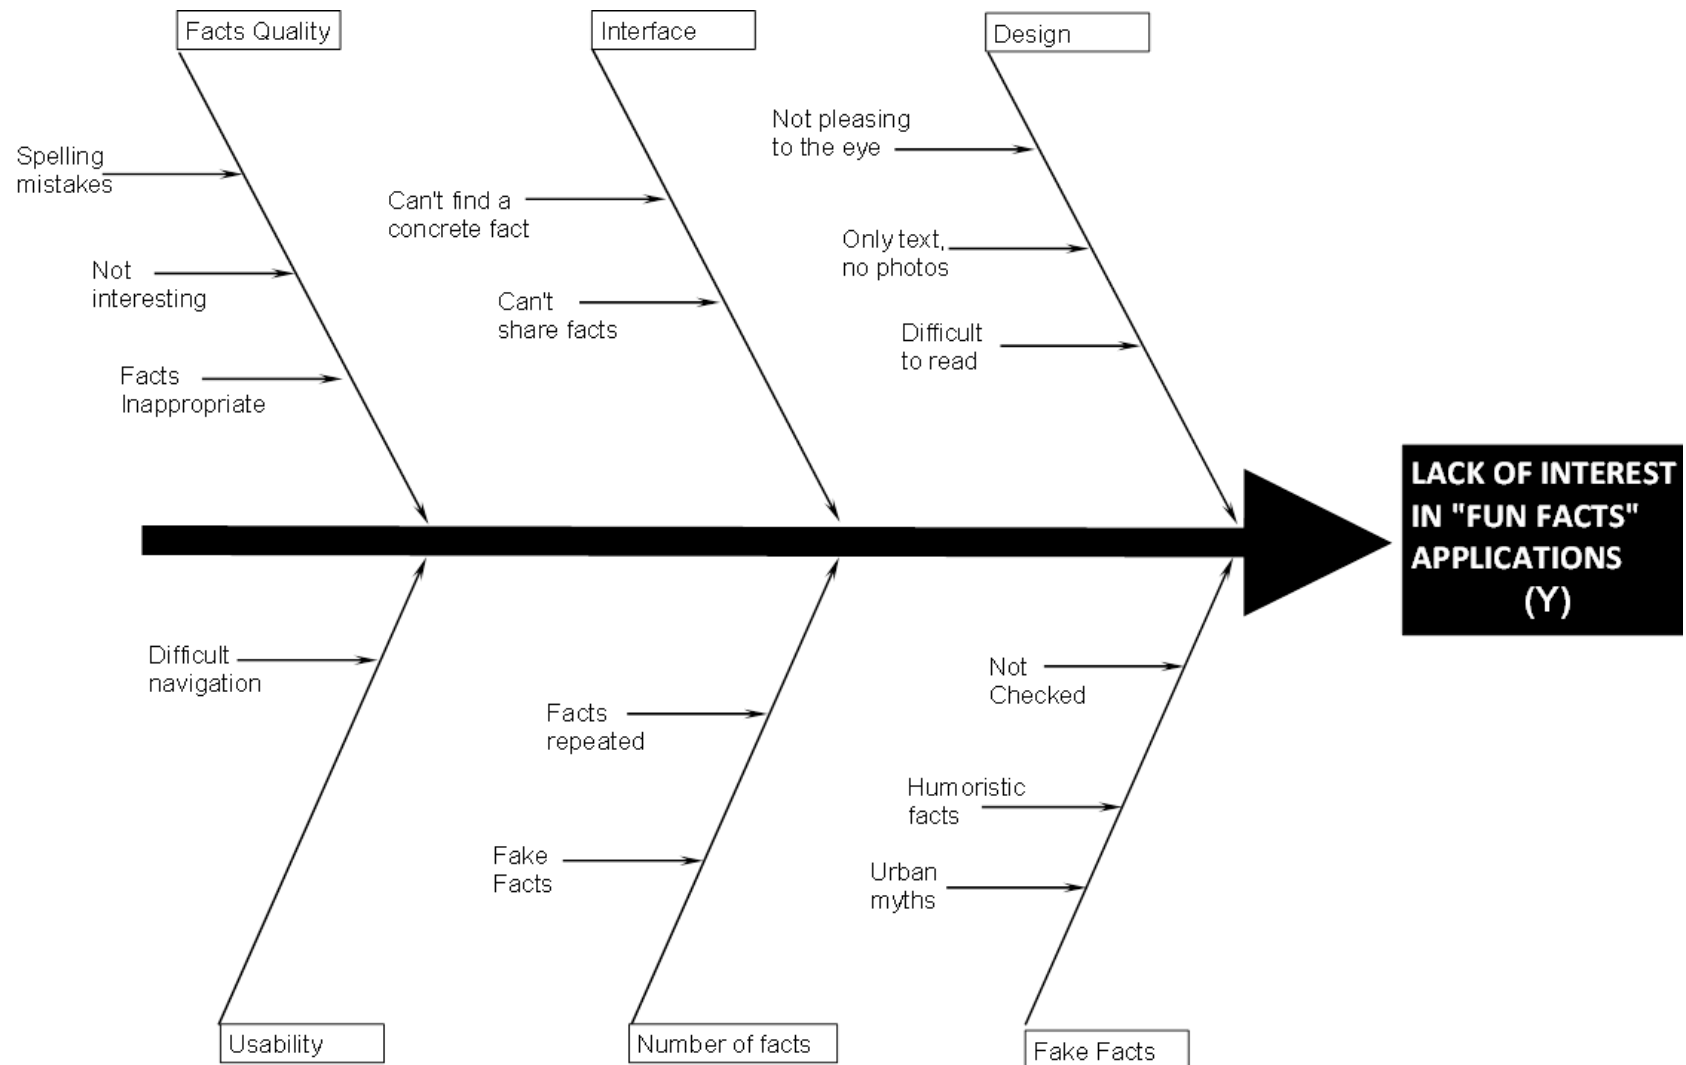 Facts Quality
Interface
Design
Spelling
mistakes
Not
interesting
Facts
Inappropriate
Can't find a
concrete fact
Can't
share facts
Not pleasing
to the eye
Only text,
no photos
Difficult
to read
LACK OF INTEREST
IN "FUN FACTS"
APPLICATIONS
(Y)
Difficult
navigation
Facts
repeated
Fake
Facts
Not
Checked
Humoristic
facts
Urban
myths
Usability
Number of facts
Fake Facts